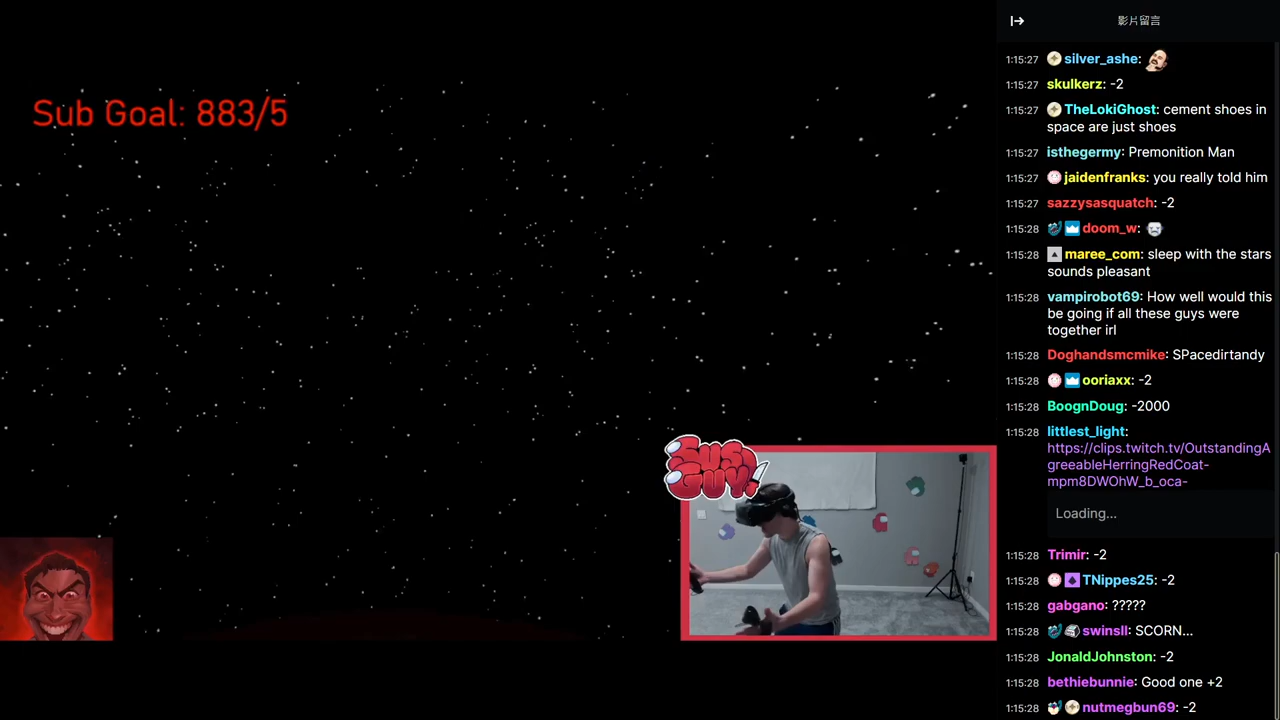 影片留言
Sub Goal: 883/5
SUS
GUY!
1:15:27 silver_ashe:
1:15:27 skulkerz: -2
1:15:27 TheLokiGhost: cement shoes in
space are just shoes
1:15:27 isthegermy: Premonition Man
1:15:27 jaidenfranks: you really told him
1:15:27 sazzysasquatch: -2
1:15:28 doom_w:
1:15:28 maree_com: sleep with the stars
sounds pleasant
1:15:28 vampirobot69: How well would this
be going if all these guys were
together irl
1:15:28 Doghandsmcmike: SPacedirtandy
1:15:28 ooriaxx: -2
1:15:28 BoognDoug: -2000
1:15:28 littlest_light:
https://clips.twitch.tv/OutstandingA
greeableHerringRedCoat-
mpm8DWOhW_b_oca-
Loading...
1:15:28 Trimir: -2
1:15:28 TNippes25: -2
1:15:28 gabgano: ?????
1:15:28 swinsll: SCORN...
1:15:28 JonaldJohnston: -2
1:15:28 bethiebunnie: Good one +2
1:15:28 nutmegbun69: -2